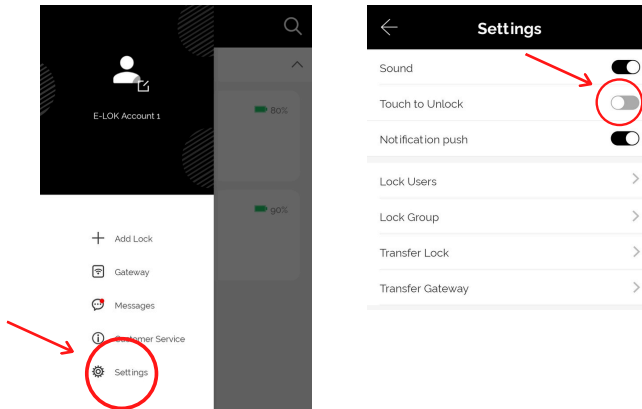 E-LOK Account 1
80%
90%
Add Lock
Gateway
Messages
Customer Service
Settings
Settings
Sound
Touch to Unlock
Notification push
Lock Users
Lock Group
Transfer Lock
Transfer Gateway